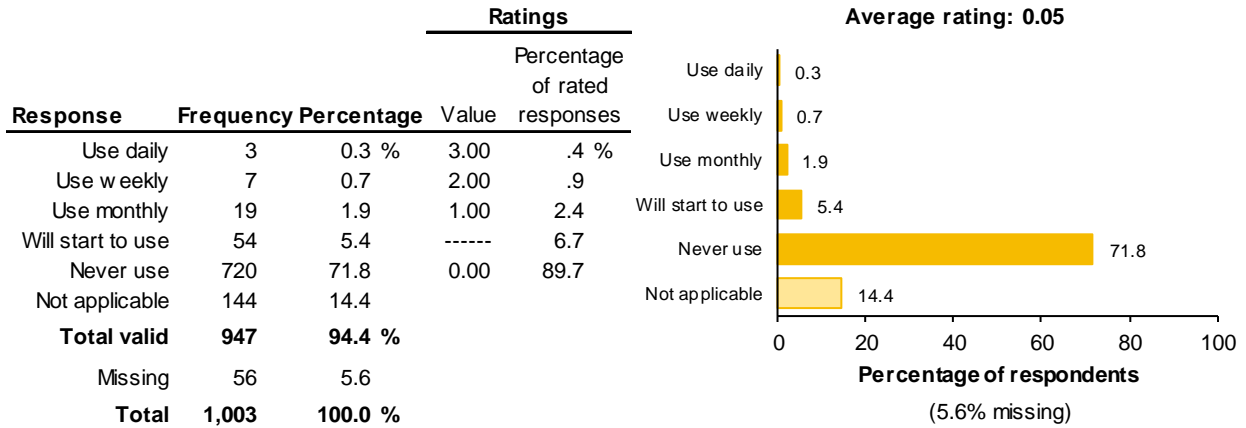 Ratings
Response Frequency Percentage Value Percentage of rated responses
Use daily 3 0.3 % 3.00 .4 %
Use weekly 7 0.7 2.00 .9
Use monthly 19 1.9 1.00 2.4
Will start to use 54 5.4 ------ 6.7
Never use 720 71.8 0.00 89.7
Not applicable 144 14.4
Total valid 947 94.4 %
Missing 56 5.6
Total 1,003 100.0 %
Average rating: 0.05
Use daily 0.3
Use weekly 0.7
Use monthly 1.9
Will start to use 5.4
Never use 71.8
Not applicable 14.4
0 20 40 60 80 100
Percentage of respondents
(5.6% missing)